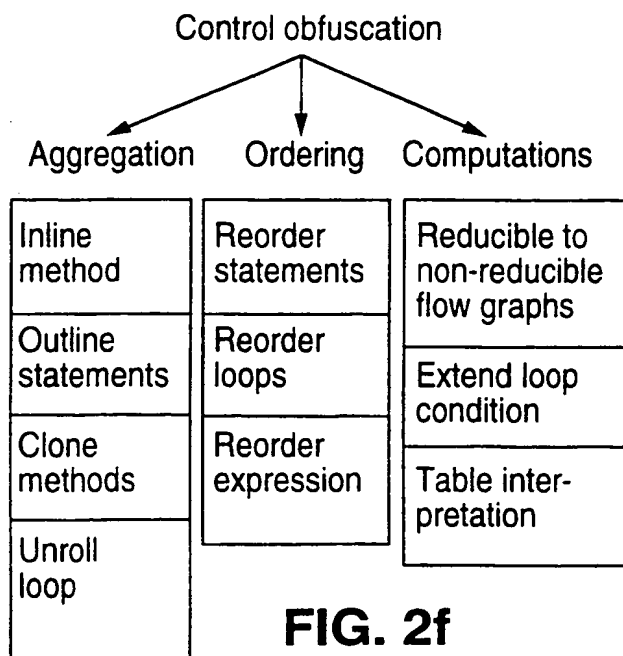 Control obfuscation
Aggregation
Ordering
Computations
Inline
method
Outline
statements
Clone
methods
Unroll
loop
Reorder
statements
Reorder
loops
Reorder
expression
Reducible to
non-reducible
flow graphs
Extend loop
condition
Table inter-
pretation
FIG. 2f